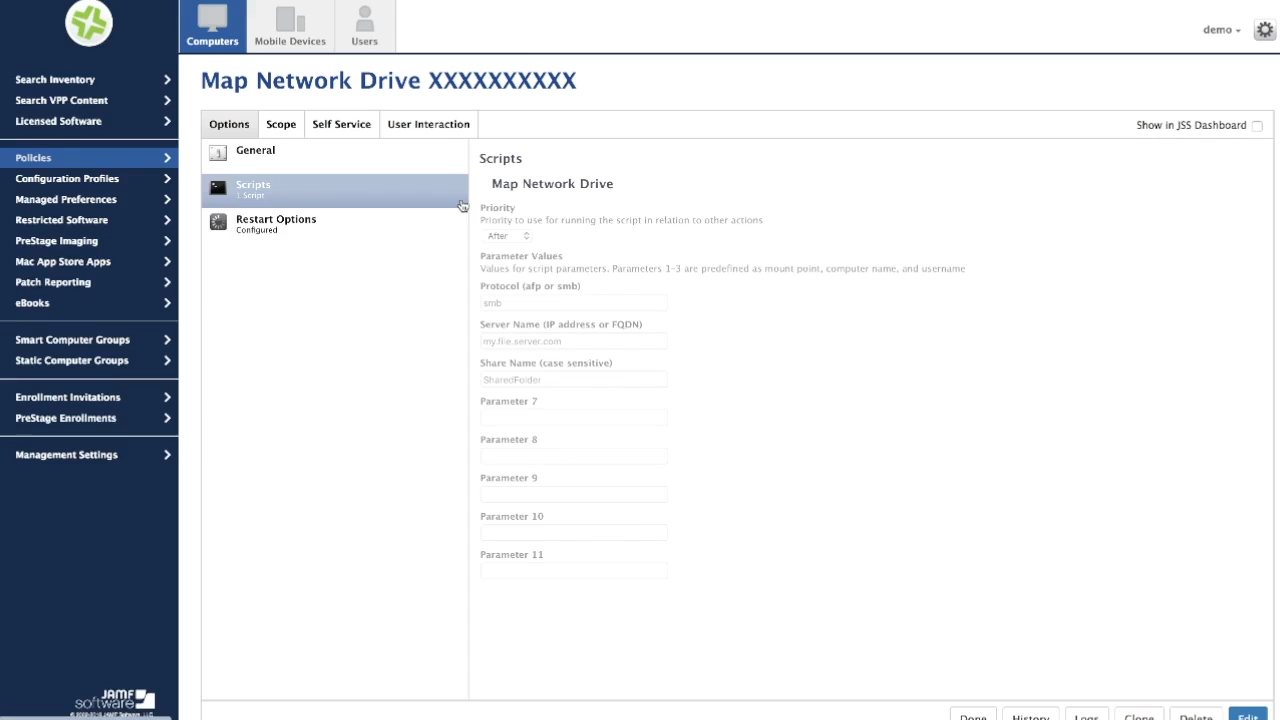 Computers
Mobile Devices
Users
demo
Map Network Drive XXXXXXXXXX
Search Inventory
Search VPP Content
Licensed Software
Policies
Configuration Profiles
Managed Preferences
Restricted Software
PreStage Imaging
Mac App Store Apps
Patch Reporting
eBooks
Smart Computer Groups
Static Computer Groups
Enrollment Invitations
PreStage Enrollments
Management Settings
JAMF
software
Options
Scope
Self Service
User Interaction
Show in JSS Dashboard
General
Scripts
1 Script
Restart Options
Configured
Scripts
Map Network Drive
Priority
Priority to use for running the script in relation to other actions
After
Parameter Values
Values for script parameters. Parameters 1-3 are predefined as mount point, computer name, and username
Protocol (afp or smb)
smb
Server Name (IP address or FQDN)
my.file.server.com
Share Name (case sensitive)
SharedFolder
Parameter 7
Parameter 8
Parameter 9
Parameter 10
Parameter 11
Done
History
Logs
Clone
Delete
Edit